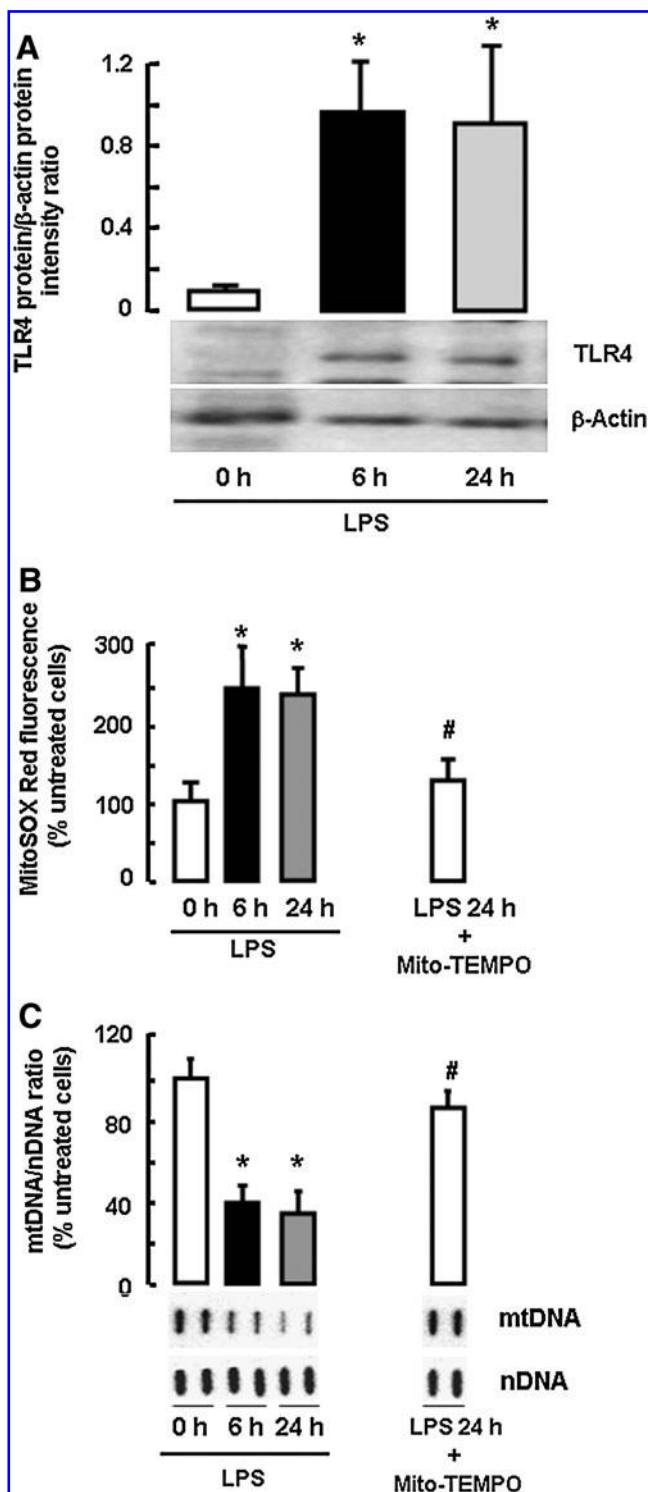 A
TLR4 protein/β-actin protein
intensity ratio
1.2
0.8
0.4
0
*
*
TLR4
β-Actin
0 h 6 h 24 h
LPS
B
MitoSOX Red fluorescence
(% untreated cells)
300
200
100
0
*
*
#
0 h 6 h 24 h
LPS
LPS 24 h
+
Mito-TEMPO
C
mtDNA/nDNA ratio
(% untreated cells)
120
80
40
0
*
*
#
mtDNA
nDNA
0 h 6 h 24 h
LPS
LPS 24 h
+
Mito-TEMPO